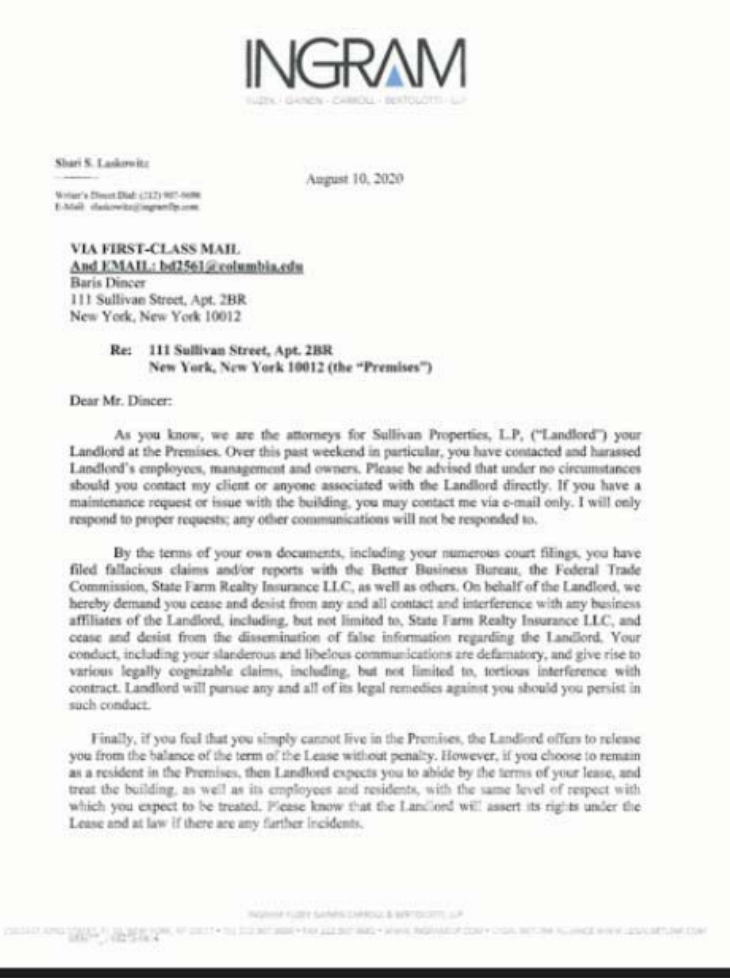 INGRAM
Shari S. Laskowitz
August 10, 2020
Writer's Direct Dial: (212)
E-Mail: slaskowitz@ingramllp.com
VIA FIRST-CLASS MAIL
And EMAIL: bd2561@columbia.edu
Baris Dincer
111 Sullivan Street, Apt. 2BR
New York, New York 10012
Re: 111 Sullivan Street, Apt. 2BR
New York, New York 10012 (the “Premises”)
Dear Mr. Dincer:
As you know, we are the attorneys for Sullivan Properties, L.P, (“Landlord”) your
Landlord at the Premises. Over this past weekend in particular, you have contacted and harassed
Landlord's employees, management and owners. Please be advised that under no circumstances
should you contact my client or anyone associated with the Landlord directly. If you have a
maintenance request or issue with the building, you may contact me via e-mail only. I will only
respond to proper requests; any other communications will not be responded to.
By the terms of your own documents, including your numerous court filings, you have
filed fallacious claims and/or reports with the Better Business Bureau, the Federal Trade
Commission, State Farm Realty Insurance LLC, as well as others. On behalf of the Landlord, we
hereby demand you cease and desist from any and all contact and interference with any business
affiliates of the Landlord, including, but not limited to, State Farm Realty Insurance LLC, and
cease and desist from the dissemination of false information regarding the Landlord. Your
conduct, including your slanderous and libelous communications are defamatory, and give rise to
various legally cognizable claims, including, but not limited to, tortious interference with
contract. Landlord will pursue any and all of its legal remedies against you should you persist in
such conduct.
Finally, if you feel that you simply cannot live in the Premises, the Landlord offers to release
you from the balance of the term of the Lease without penalty. However, if you choose to remain
as a resident in the Premises, then Landlord expects you to abide by the terms of your lease, and
treat the building, as well as its employees and residents, with the same level of respect with
which you expect to be treated. Please know that the Landlord will assert its rights under the
Lease and at law if there are any further incidents.